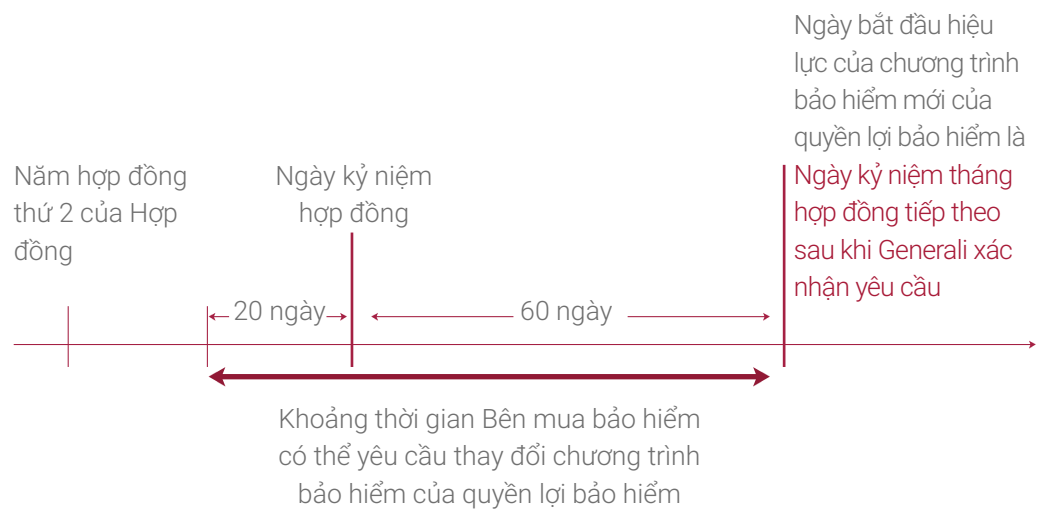 Ngày bắt đầu hiệu
lực của chương trình
bảo hiểm mới của
quyền lợi bảo hiểm là
Ngày kỷ niệm tháng
hợp đồng tiếp theo
sau khi Generali xác
nhận yêu cầu
Năm hợp đồng
thứ 2 của Hợp
đồng
Ngày kỷ niệm
hợp đồng
20 ngày
60 ngày
Khoảng thời gian Bên mua bảo hiểm
có thể yêu cầu thay đổi chương trình
bảo hiểm của quyền lợi bảo hiểm